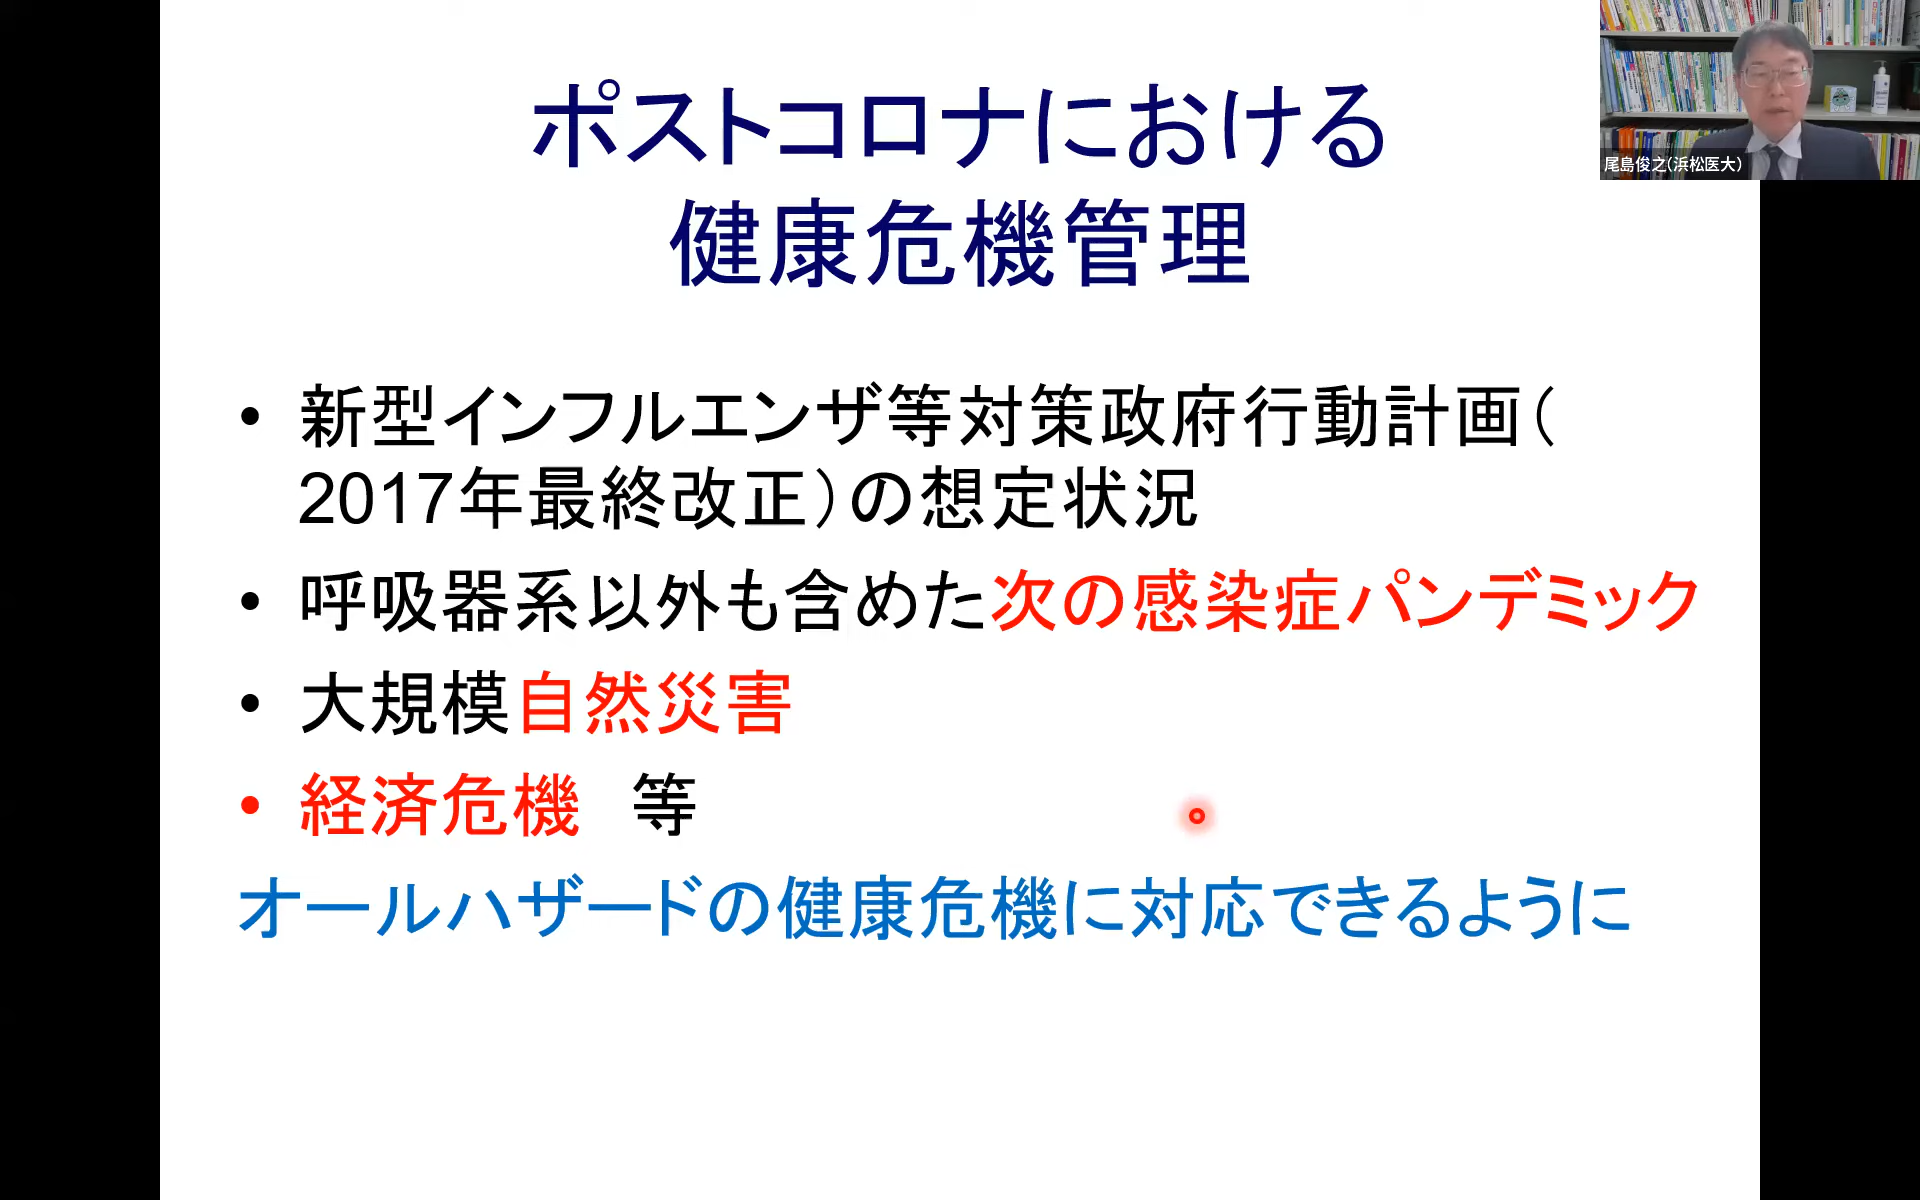 ポストコロナにおける
健康危機管理
尾島俊之(浜松医大)
• 新型インフルエンザ等対策政府行動計画(
2017年最終改正)の想定状況
• 呼吸器系以外も含めた次の感染症パンデミック
• 大規模自然災害
• 経済危機　等
オールハザードの健康危機に対応できるように